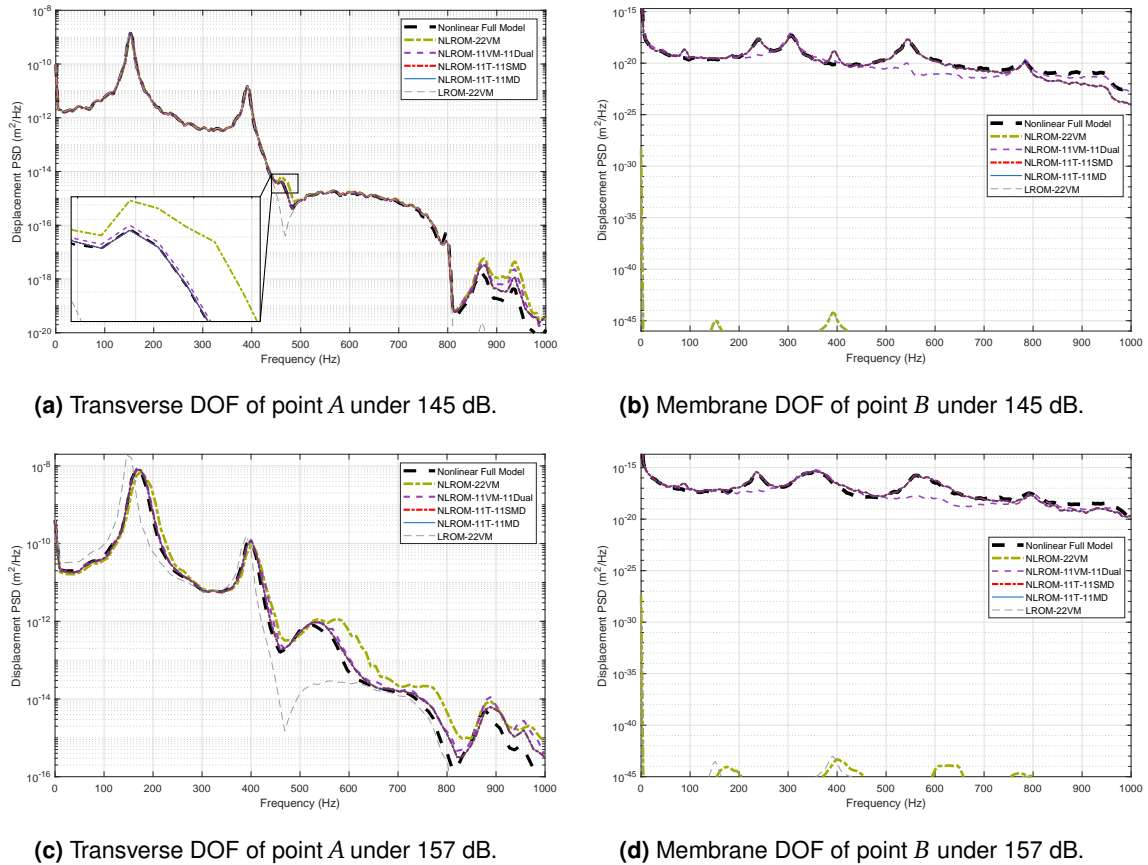 Displacement PSD (m²/Hz)
10⁻⁸
10⁻¹⁰
10⁻¹²
10⁻¹⁴
10⁻¹⁶
10⁻¹⁸
10⁻²⁰
Nonlinear Full Model
NLROM-22VM
NLROM-11VM-11Dual
NLROM-11T-11SMD
NLROM-11T-11MD
LROM-22VM
0 100 200 300 400 500 600 700 800 900 1000
Frequency (Hz)
(a) Transverse DOF of point A under 145 dB.
Displacement PSD (m²/Hz)
10⁻¹⁵
10⁻²⁰
10⁻²⁵
10⁻³⁰
10⁻³⁵
10⁻⁴⁰
10⁻⁴⁵
Nonlinear Full Model
NLROM-22VM
NLROM-11VM-11Dual
NLROM-11T-11SMD
NLROM-11T-11MD
LROM-22VM
0 100 200 300 400 500 600 700 800 900 1000
Frequency (Hz)
(b) Membrane DOF of point B under 145 dB.
Displacement PSD (m²/Hz)
10⁻⁸
10⁻¹⁰
10⁻¹²
10⁻¹⁴
10⁻¹⁶
Nonlinear Full Model
NLROM-22VM
NLROM-11VM-11Dual
NLROM-11T-11SMD
NLROM-11T-11MD
LROM-22VM
0 100 200 300 400 500 600 700 800 900 1000
Frequency (Hz)
(c) Transverse DOF of point A under 157 dB.
Displacement PSD (m²/Hz)
10⁻¹⁵
10⁻²⁰
10⁻²⁵
10⁻³⁰
10⁻³⁵
10⁻⁴⁰
10⁻⁴⁵
Nonlinear Full Model
NLROM-22VM
NLROM-11VM-11Dual
NLROM-11T-11SMD
NLROM-11T-11MD
LROM-22VM
0 100 200 300 400 500 600 700 800 900 1000
Frequency (Hz)
(d) Membrane DOF of point B under 157 dB.